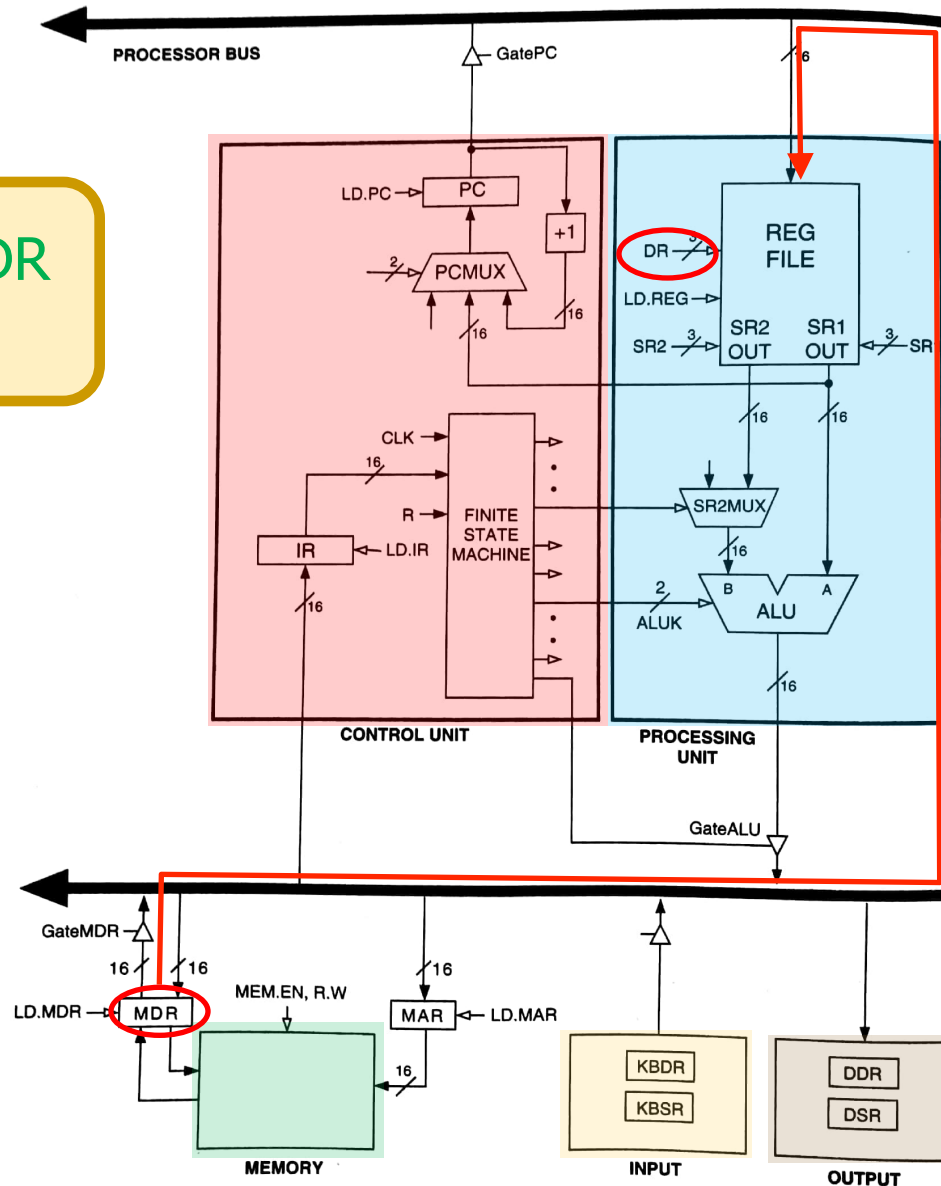 PROCESSOR BUS
GatePC
16
DR
LD.PC
PC
+1
2
PCMUX
16
16
REG
FILE
DR
3
LD.REG
SR2
3
SR2
OUT
SR1
OUT
3
SR
16
16
CLK
16
R
FINITE
STATE
MACHINE
IR
LD.IR
16
SR2MUX
16
B
A
ALU
2
ALUK
16
CONTROL UNIT
PROCESSING
UNIT
GateALU
GateMDR
16
16
16
LD.MDR
MDR
MEM.EN, R.W
MAR
LD.MAR
16
KBDR
KBSR
DDR
DSR
MEMORY
INPUT
OUTPUT